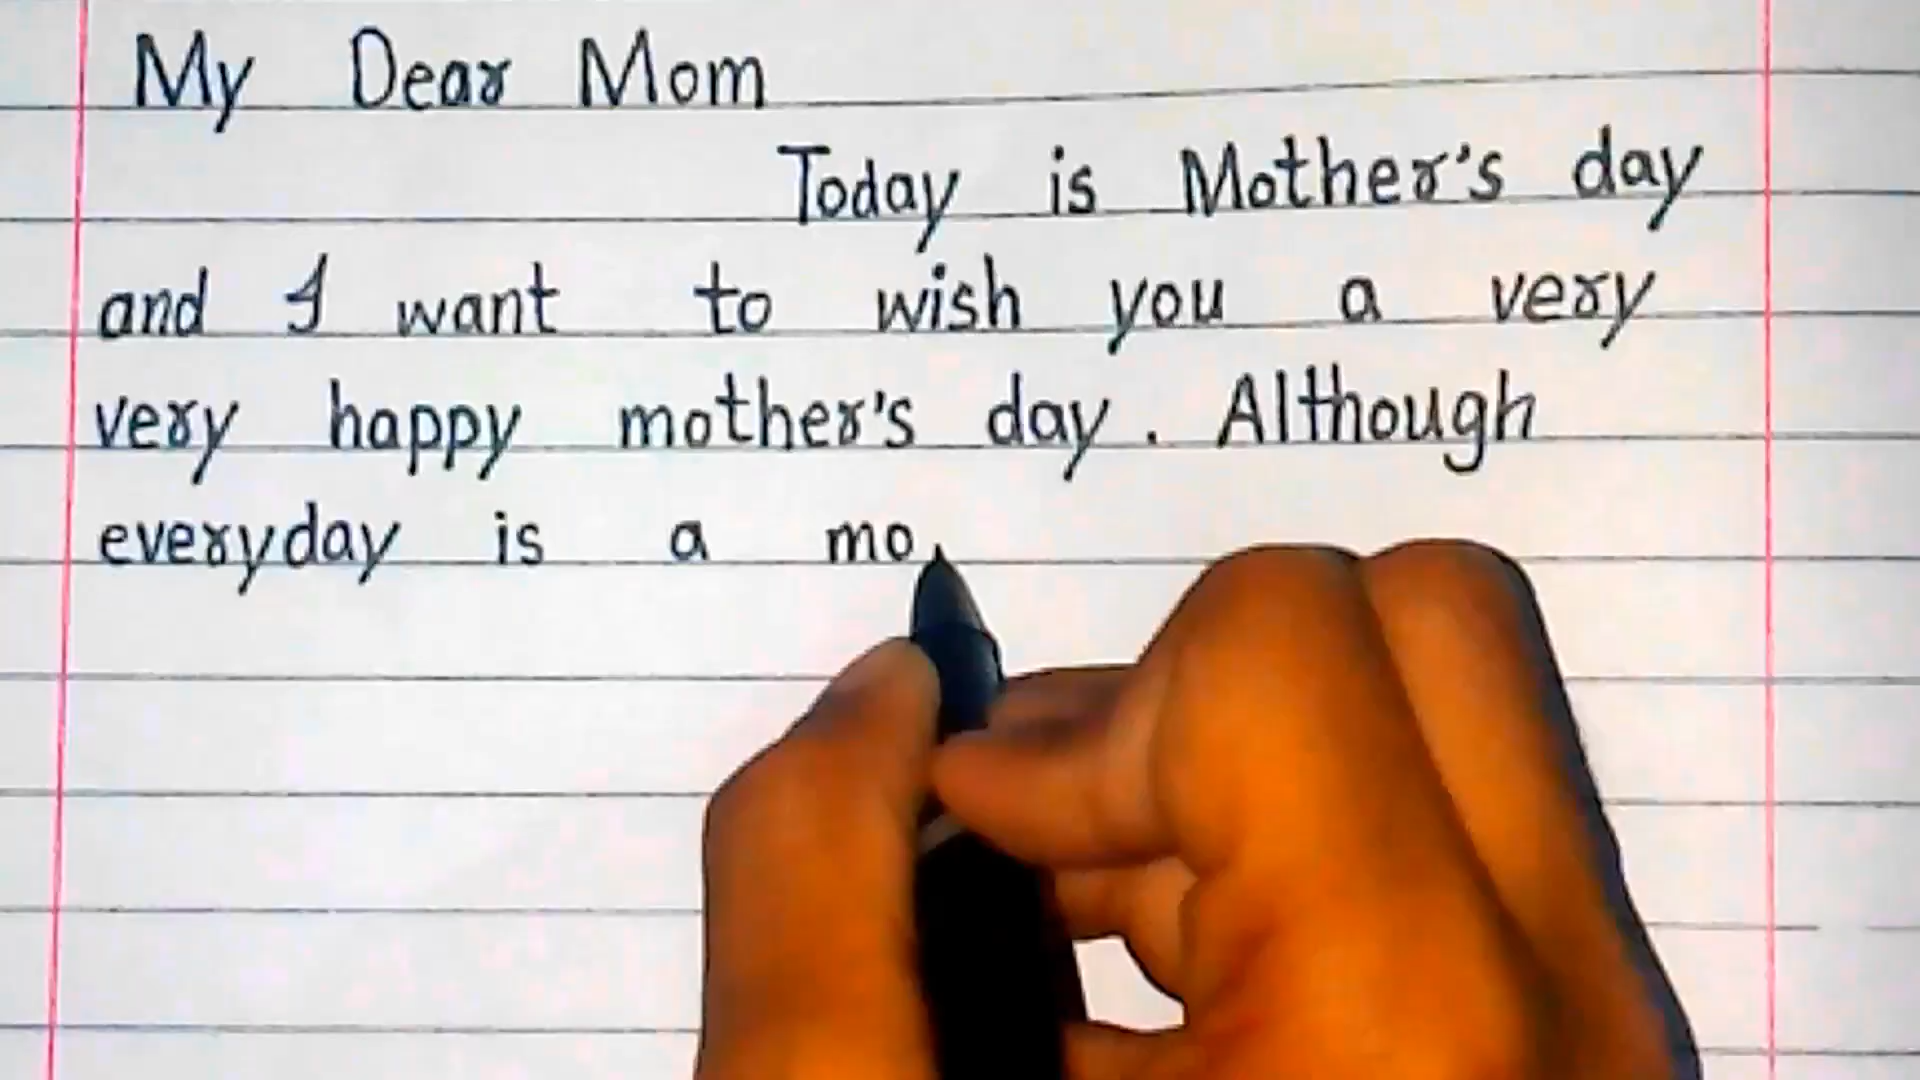 My Dear Mom
Today is Mother's day
and I want to wish you a very
very happy mother's day. Although
everyday is a mo